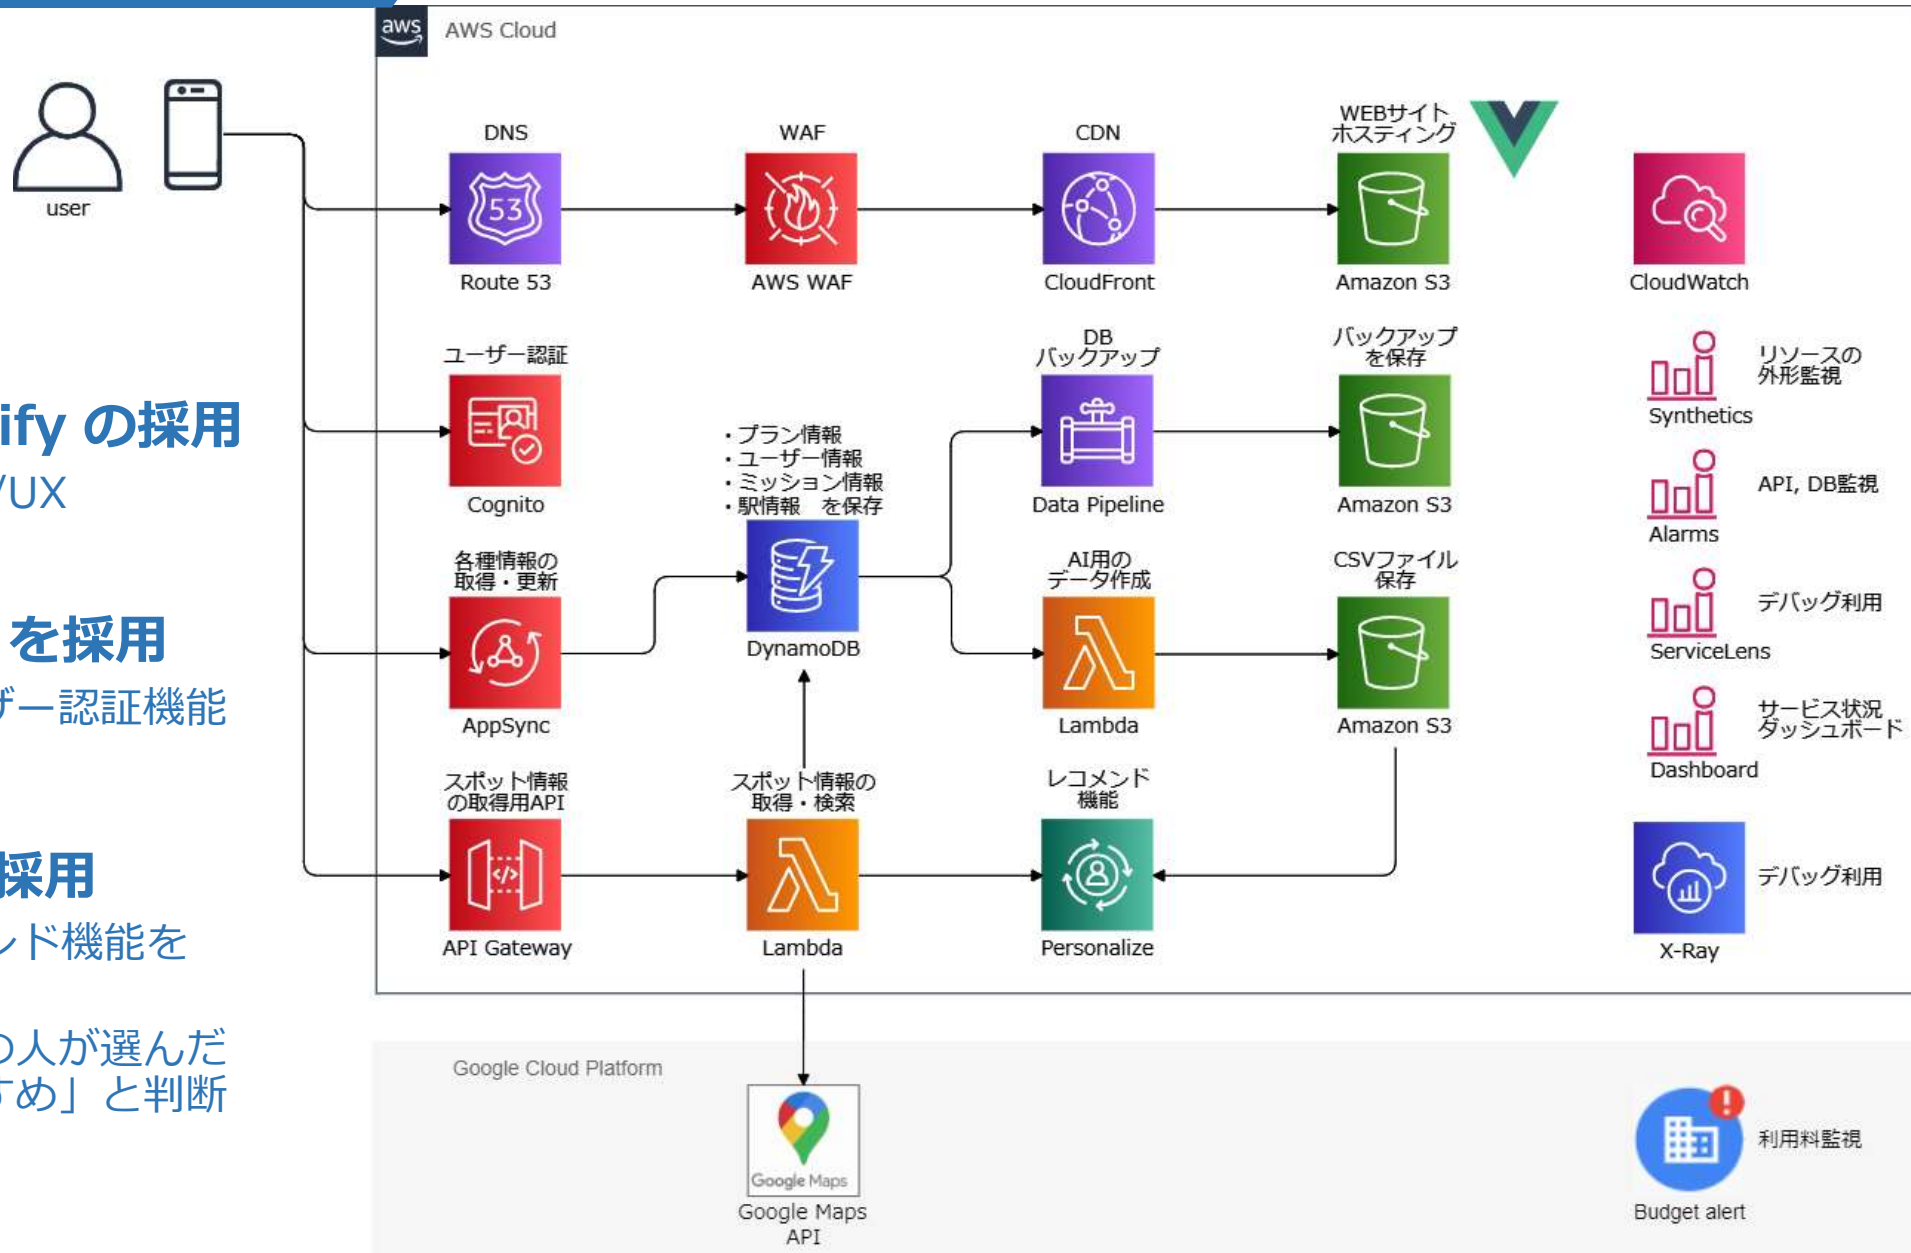 aws
AWS Cloud
user
DNS
53
Route 53
WAF
AWS WAF
CDN
CloudFront
WEBサイト
ホスティング
Amazon S3
CloudWatch
ify の採用
/UX
を採用
ザー認証機能
採用
ンド機能を
の人が選んだ
すめ」と判断
ユーザー認証
Cognito
・プラン情報
・ユーザー情報
・ミッション情報
・駅情報　を保存
DynamoDB
DB
バックアップ
Data Pipeline
バックアップ
を保存
Amazon S3
Synthetics
リソースの
外形監視
Alarms
API, DB監視
各種情報の
取得・更新
AppSync
AI用の
データ作成
Lambda
CSVファイル
保存
Amazon S3
ServiceLens
デバッグ利用
Dashboard
サービス状況
ダッシュボード
スポット情報
の取得用API
</>
API Gateway
スポット情報の
取得・検索
Lambda
レコメンド
機能
Personalize
X-Ray
デバッグ利用
Google Cloud Platform
Google Maps
Google Maps
API
Budget alert
利用料監視